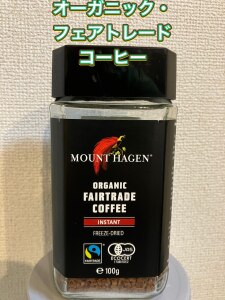 オーガニック・
フェアトレード
コーヒー
MOUNT HAGEN®
ORGANIC
FAIRTRADE
COFFEE
INSTANT
FREEZE-DRIED
FAIRTRADE
JAS
ECOCERT
℮ 100g